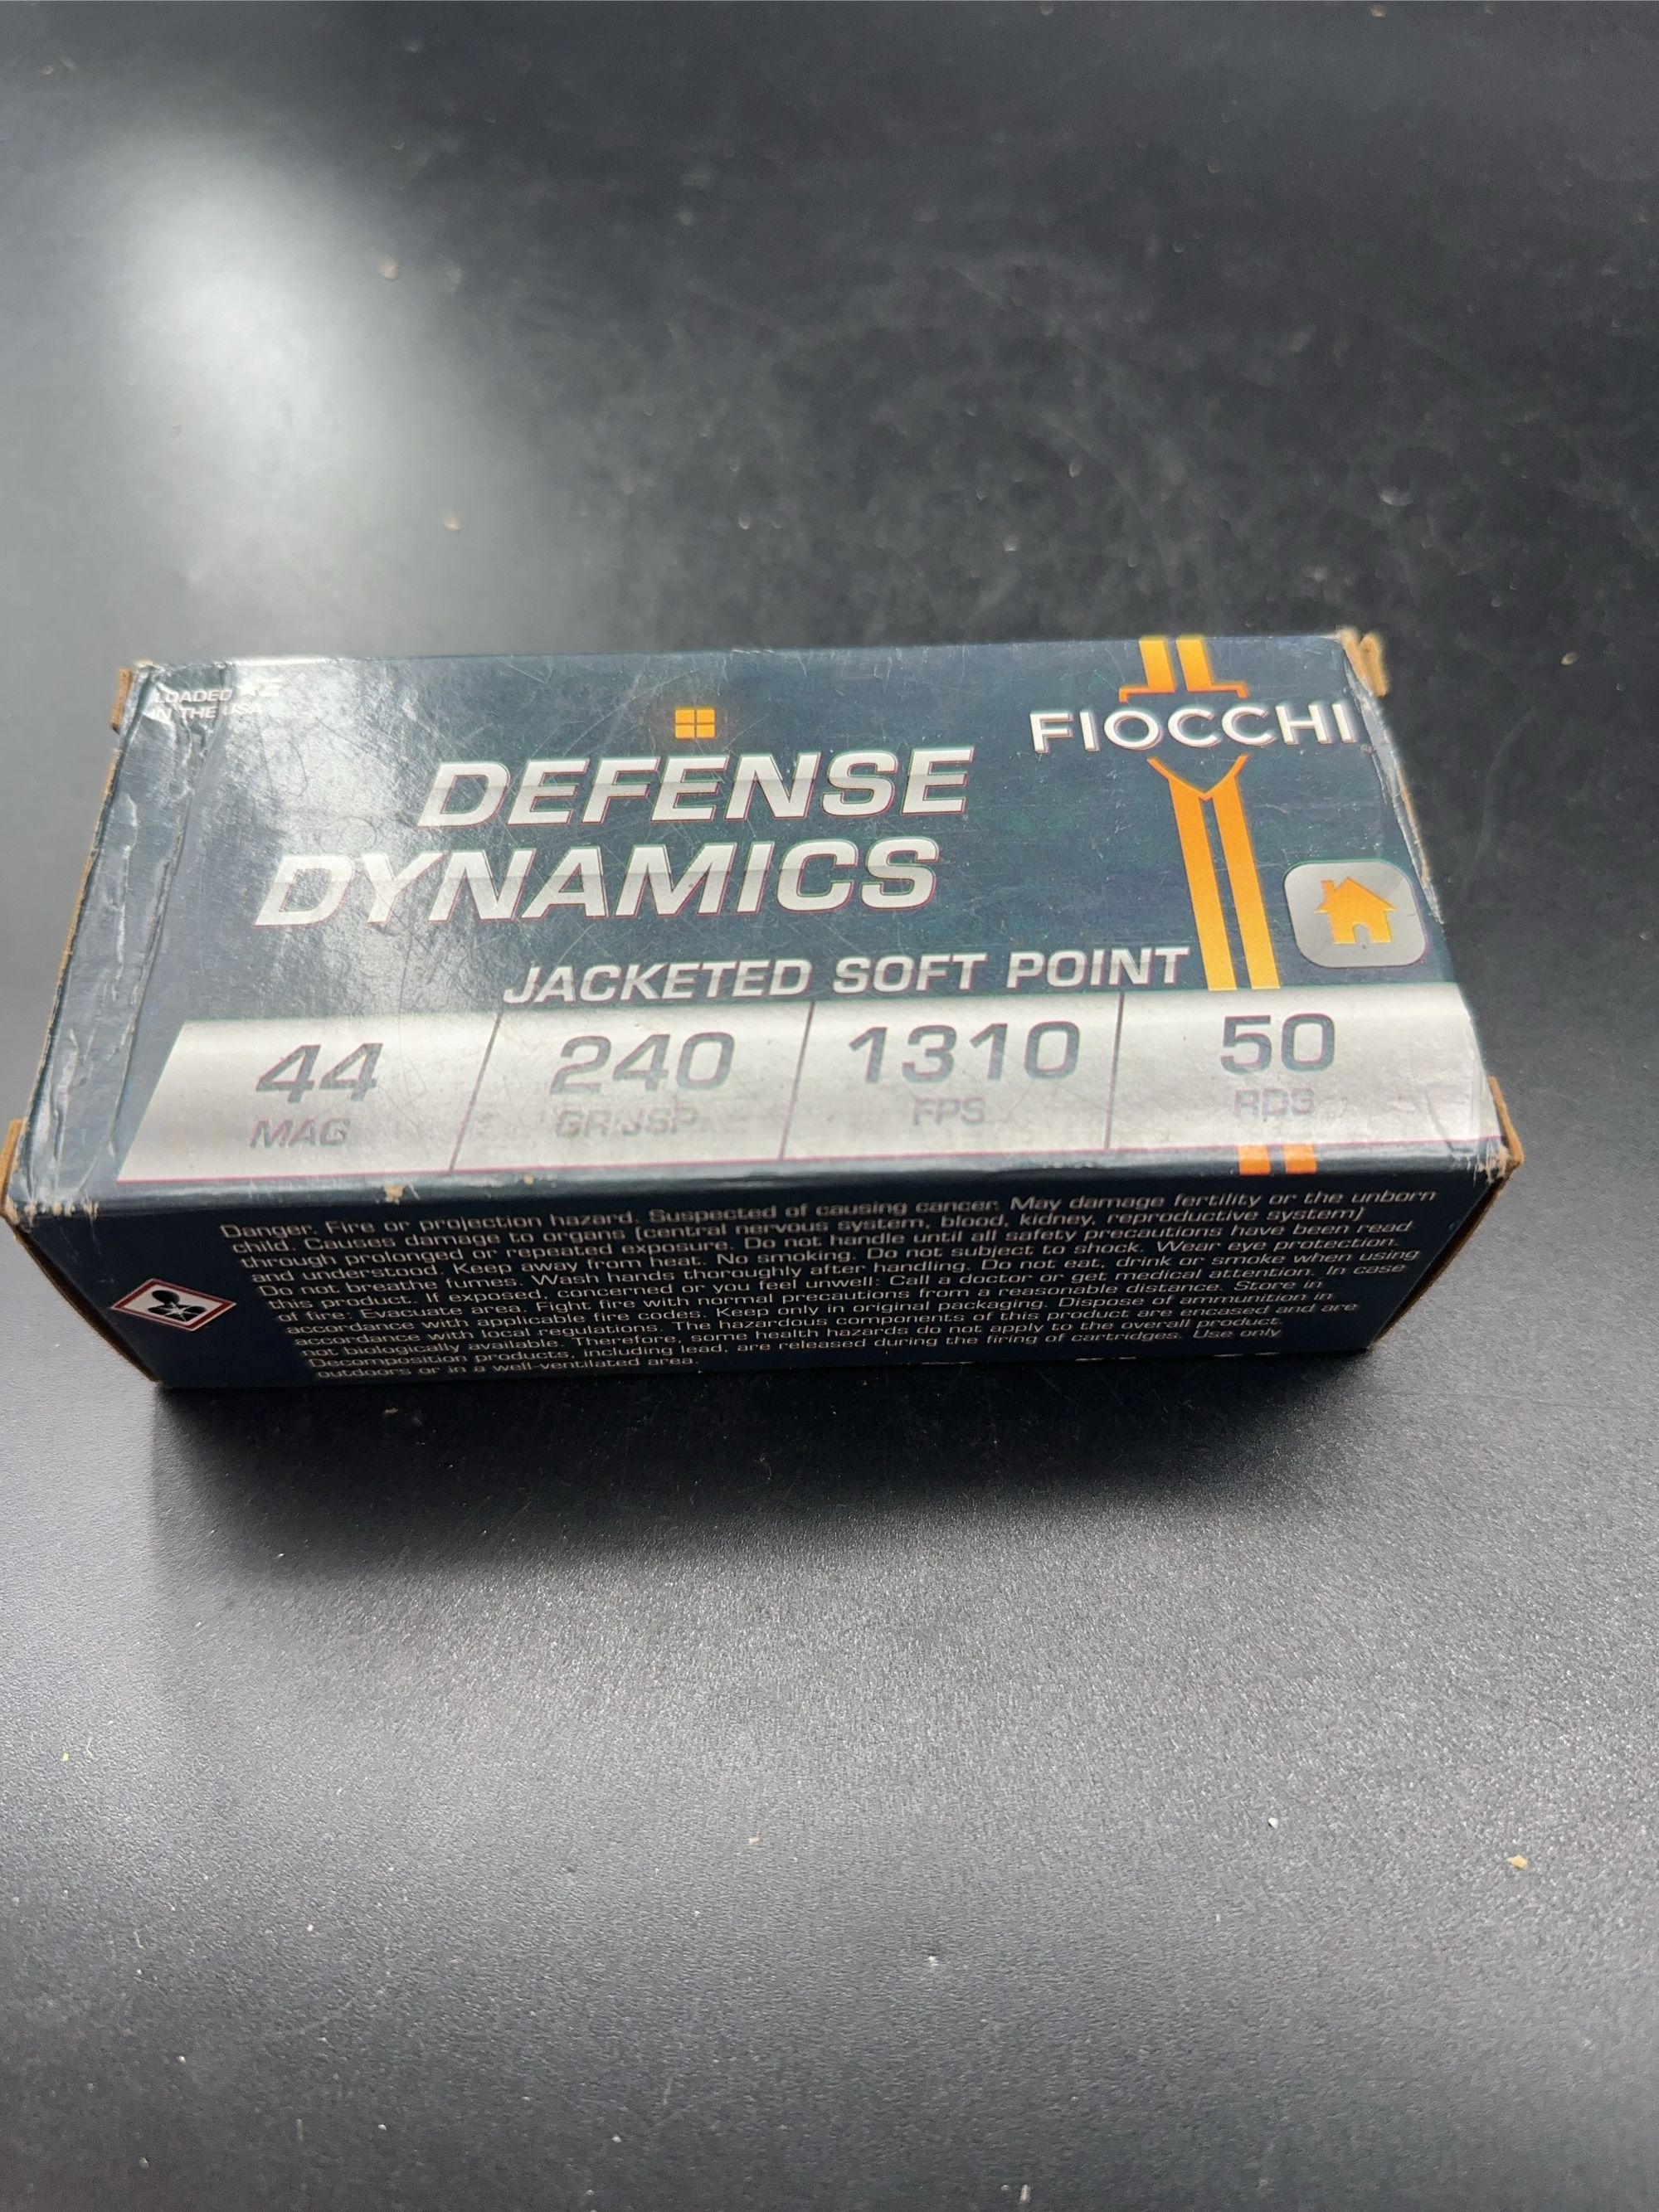 LOADED
IN THE USA
FIOCCHI
DEFENSE
DYNAMICS
JACKETED SOFT POINT
44
MAG
240
GR/JSP
1310
FPS
50
RDS
Danger. Fire or projection hazard. Suspected of causing cancer. May damage fertility or the unborn
child. Causes damage to organs (central nervous system, blood, kidney, reproductive system)
through prolonged or repeated exposure. Do not handle until all safety precautions have been read
and understood. Keep away from heat. No smoking. Do not subject to shock. Wear eye protection.
Do not breathe fumes. Wash hands thoroughly after handling. Do not eat, drink or smoke when using
this product. If exposed, concerned or you feel unwell: Call a doctor or get medical attention. In case
of fire: Evacuate area. Fight fire with normal precautions from a reasonable distance. Store in
accordance with applicable fire codes. Keep only in original packaging. Dispose of ammunition in
accordance with local regulations. The hazardous components of this product are encased and are
not biologically available. Therefore, some health hazards do not apply to the overall product.
Decomposition products, including lead, are released during the firing of cartridges. Use only
outdoors or in a well-ventilated area.